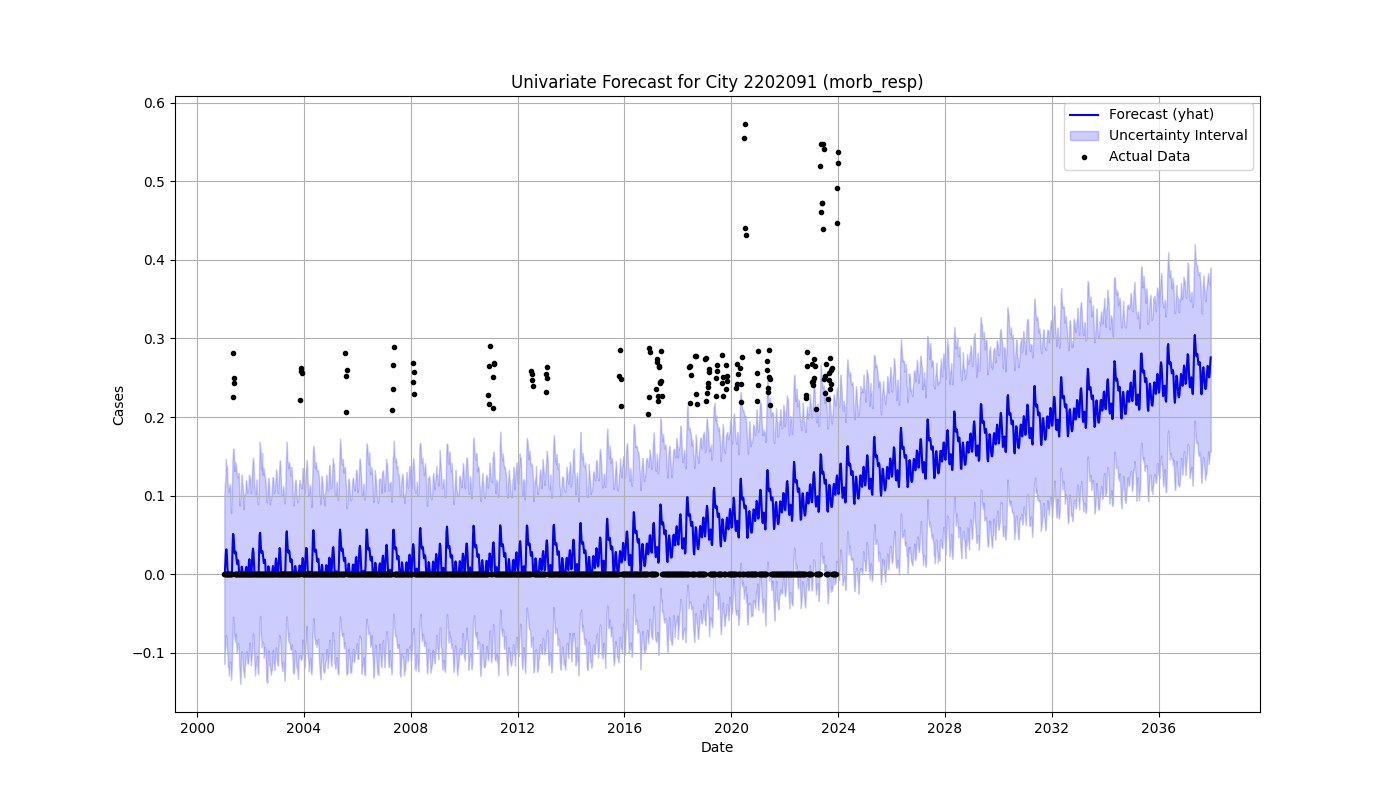 Univariate Forecast for City 2202091 (morb_resp)
Forecast (yhat)
Uncertainty Interval
Actual Data
0.6
0.5
0.4
0.3
0.2
0.1
0.0
−0.1
Cases
2000 2004 2008 2012 2016 2020 2024 2028 2032 2036
Date